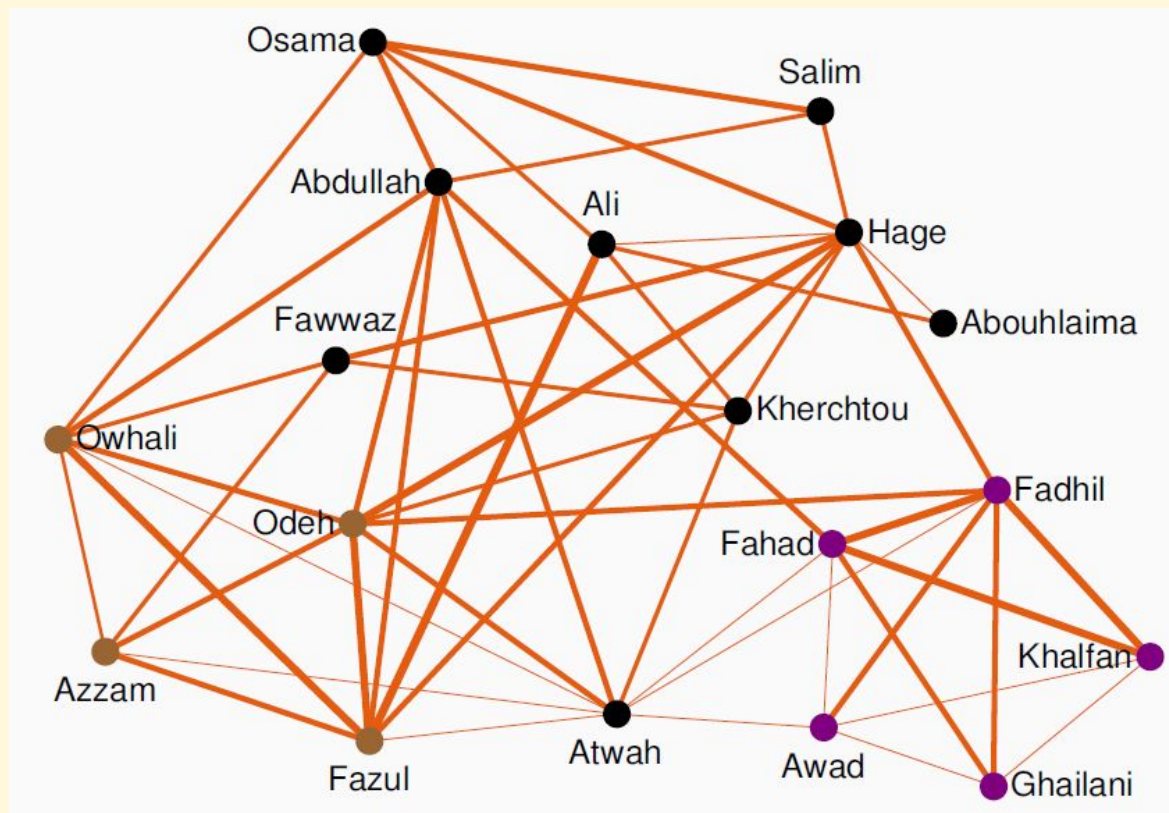 Osama
Salim
Abdullah
Ali
Hage
Fawwaz
Abouhlaima
Kherchtou
Owhali
Fadhil
Odeh
Fahad
Khalfan
Azzam
Atwah
Awad
Fazul
Ghailani